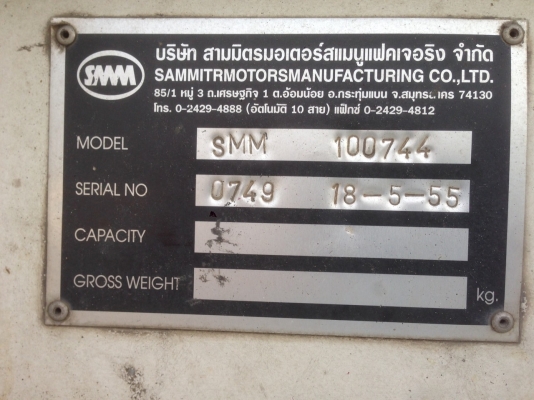 SMM
บริษัท สามมิตรมอเตอร์สแมนูแฟคเจอริง จำกัด
SAMMITRMOTORSMANUFACTURING CO.,LTD.
85/1 หมู่ 3 ถ.เศรษฐกิจ 1 ต.อ้อมน้อย อ.กระทุ่มแบน จ.สมุทรสาคร 74130
โทร. 0-2429-4888 (อัตโนมัติ 10 สาย) แฟ็กซ์ 0-2429-4812
MODEL SMM 100744
SERIAL NO 0749 18-5-55
CAPACITY
GROSS WEIGHT kg.